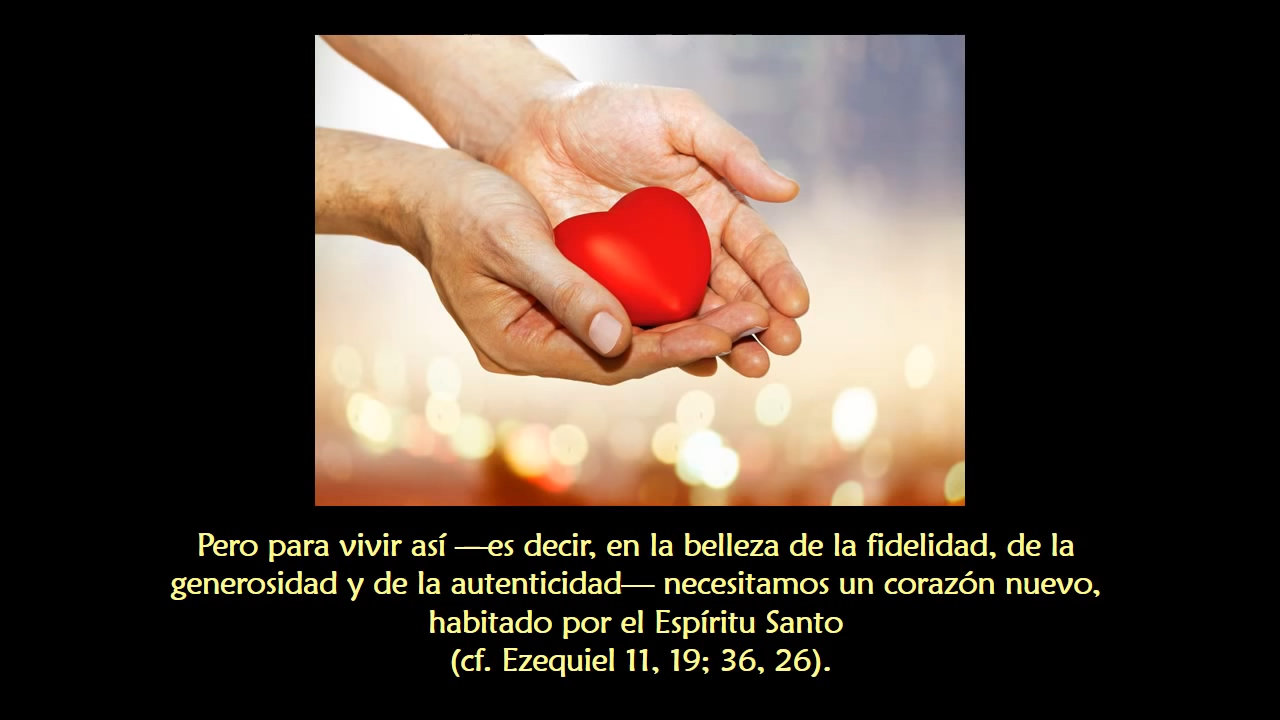 Pero para vivir así —es decir, en la belleza de la fidelidad, de la
generosidad y de la autenticidad— necesitamos un corazón nuevo,
habitado por el Espíritu Santo
(cf. Ezequiel 11, 19; 36, 26).